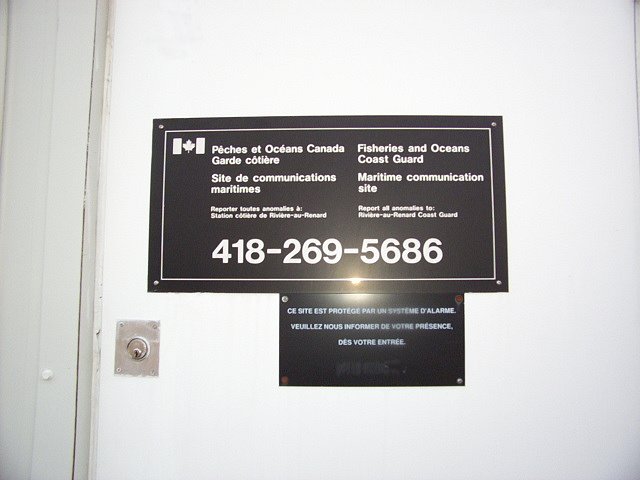 Pêches et Océans Canada
Garde côtière
Site de communications
maritimes
Reporter toutes anomalies à:
Station côtière de Rivière-au-Renard
Fisheries and Oceans
Coast Guard
Maritime communication
site
Report all anomalies to:
Rivière-au-Renard Coast Guard
418-269-5686
CE SITE EST PROTÉGÉ PAR UN SYSTÈME D'ALARME.
VEUILLEZ NOUS INFORMER DE VOTRE PRÉSENCE,
DÈS VOTRE ENTRÉE.